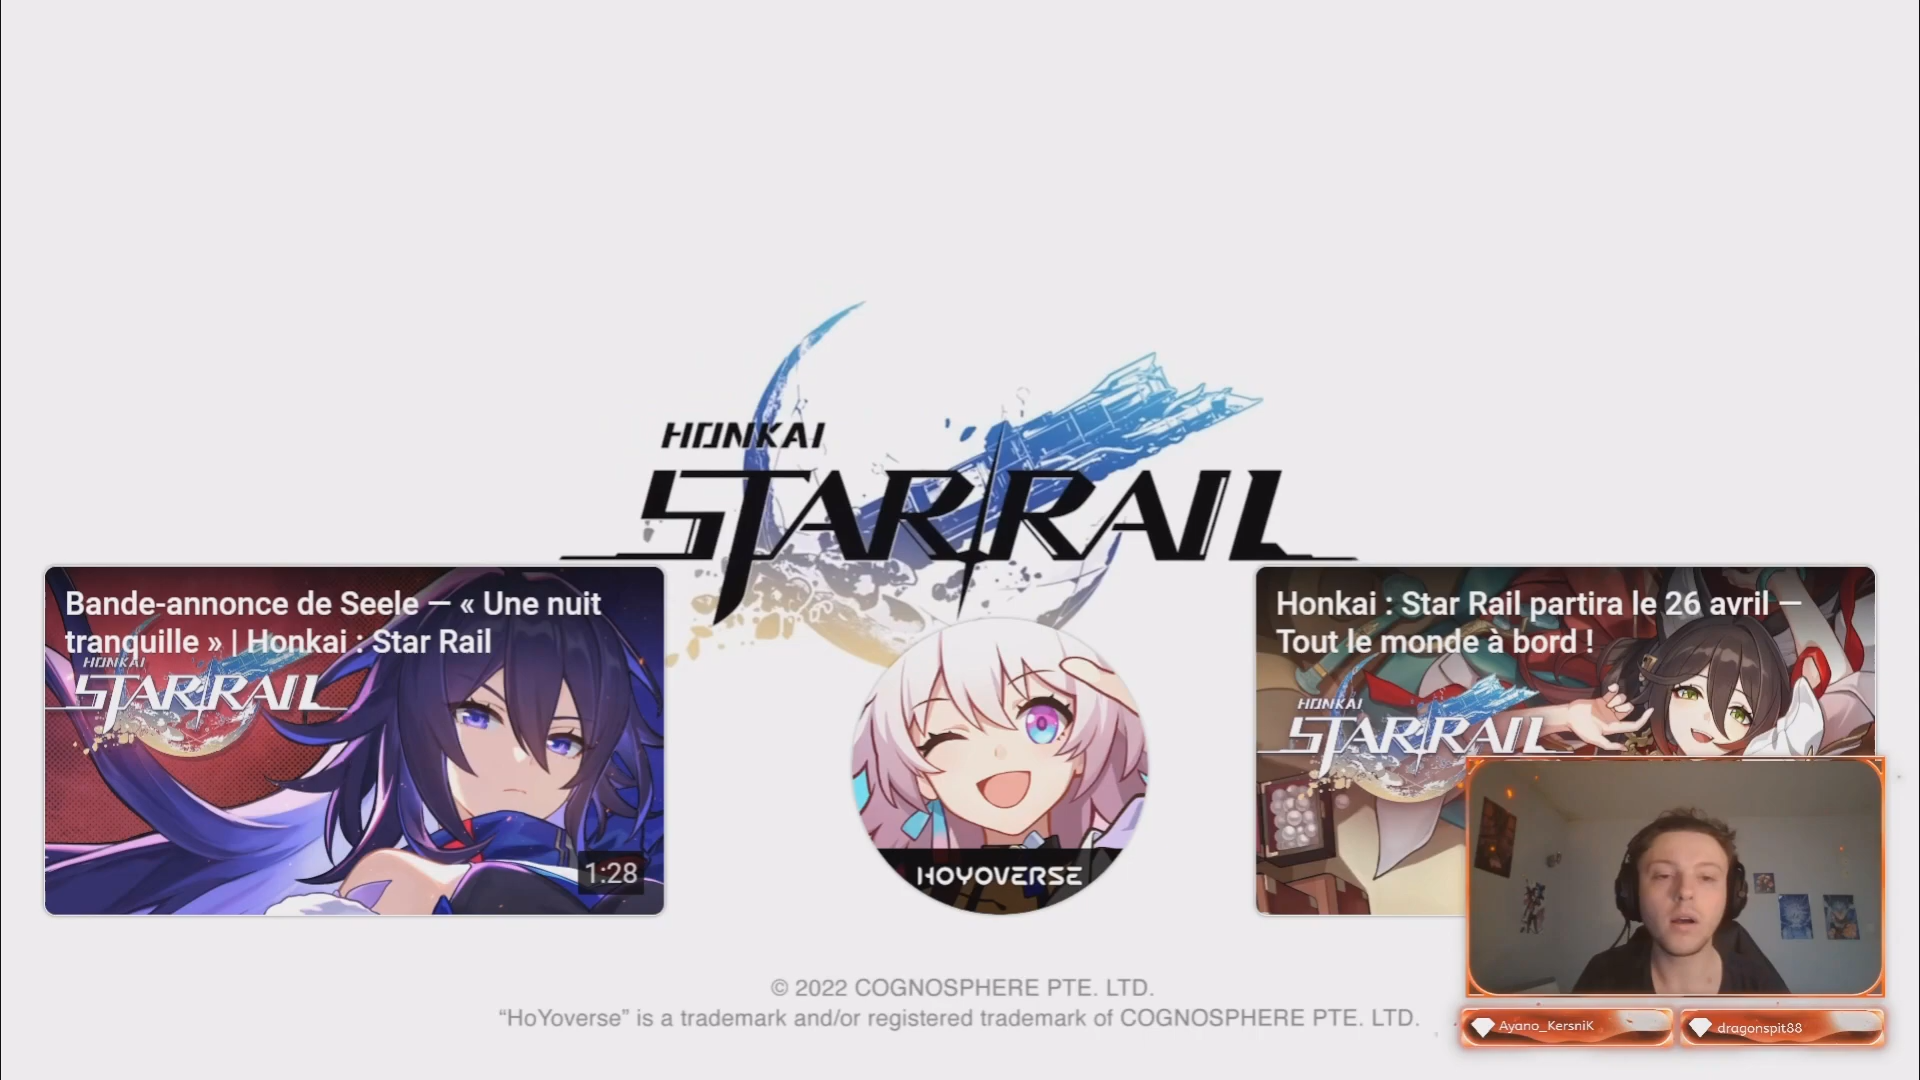 HONKAI
STAR RAIL
Bande-annonce de Seele — « Une nuit
tranquille » | Honkai : Star Rail
HONKAI
STAR RAIL
1:28
HOYOVERSE
Honkai : Star Rail partira le 26 avril —
Tout le monde à bord !
HONKAI
STAR RAIL
© 2022 COGNOSPHERE PTE. LTD.
“HoYoverse” is a trademark and/or registered trademark of COGNOSPHERE PTE. LTD.
Ayano_KersniK
dragonspit88